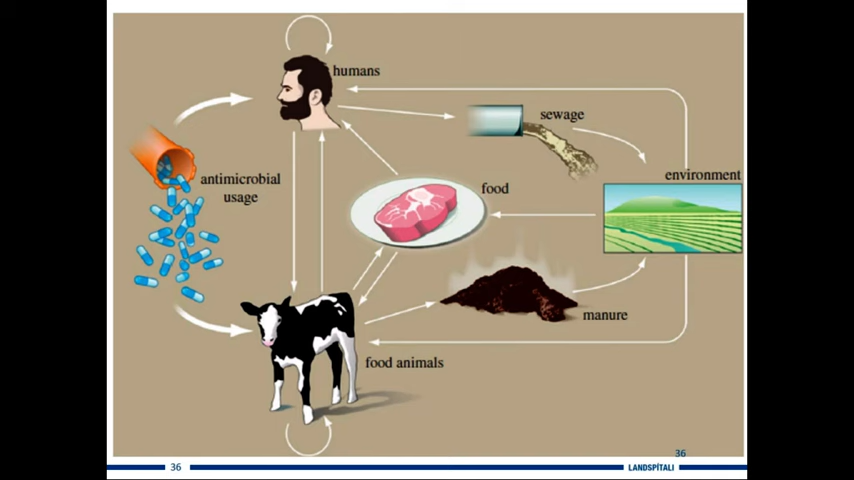 humans
sewage
environment
antimicrobial
usage
food
manure
food animals
36
36
LANDSPÍTALI